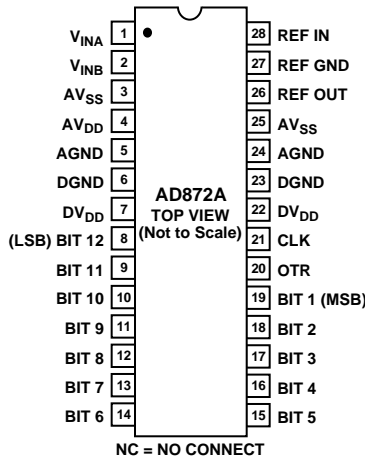 V_INA 1
V_INB 2
AV_SS 3
AV_DD 4
AGND 5
DGND 6
DV_DD 7
(LSB) BIT 12 8
BIT 11 9
BIT 10 10
BIT 9 11
BIT 8 12
BIT 7 13
BIT 6 14
AD872A
TOP VIEW
(Not to Scale)
28 REF IN
27 REF GND
26 REF OUT
25 AV_SS
24 AGND
23 DGND
22 DV_DD
21 CLK
20 OTR
19 BIT 1 (MSB)
18 BIT 2
17 BIT 3
16 BIT 4
15 BIT 5
NC = NO CONNECT